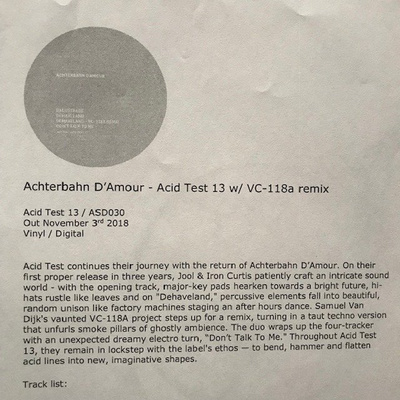 ACHTERBAHN D'AMOUR
Achterbahn D'Amour - Acid Test 13 w/ VC-118a remix
Acid Test 13 / ASD030
Out November 3rd 2018
Vinyl / Digital
Acid Test continues their journey with the return of Achterbahn D'Amour. On their
first proper release in three years, Jool & Iron Curtis patiently craft an intricate sound
world - with the opening track, major-key pads hearken towards a bright future, hi-
hats rustle like leaves and on "Dehaveland," percussive elements fall into beautiful,
random unison like factory machines staging an after hours dance. Samuel Van
Dijk's vaunted VC-118A project steps up for a remix, turning in a taut techno version
that unfurls smoke pillars of ghostly ambience. The duo wraps up the four-tracker
with an unexpected dreamy electro turn, "Don't Talk To Me." Throughout Acid Test
13, they remain in lockstep with the label's ethos — to bend, hammer and flatten
acid lines into new, imaginative shapes.
Track list: